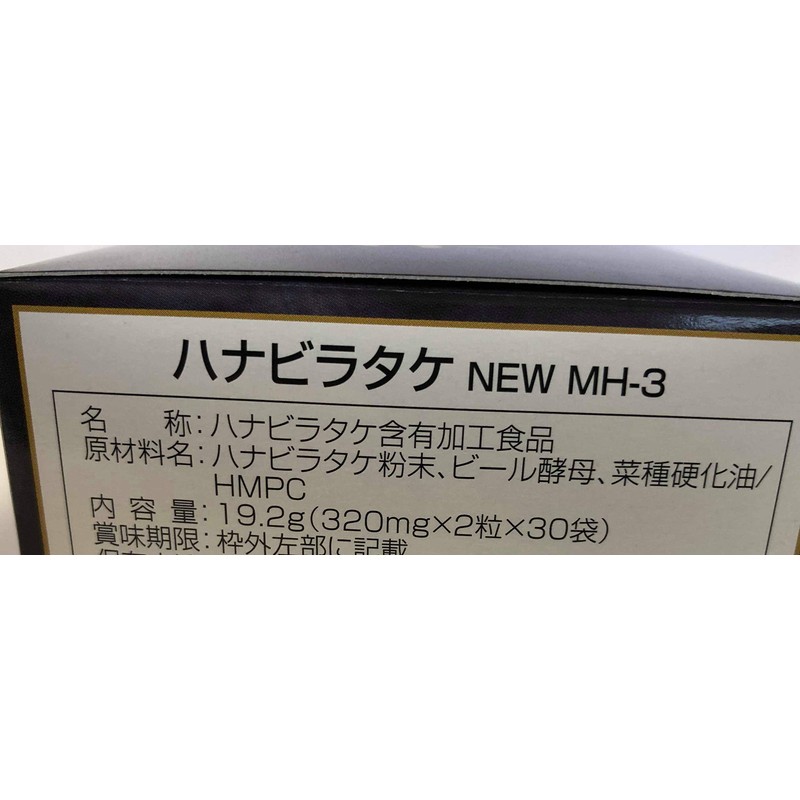 ハナビラタケ NEW MH-3
名　　称:ハナビラタケ含有加工食品
原材料名:ハナビラタケ粉末、ビール酵母、菜種硬化油/
HMPC
内 容 量:19.2g(320mg×2粒×30袋)
賞味期限:枠外左部に記載